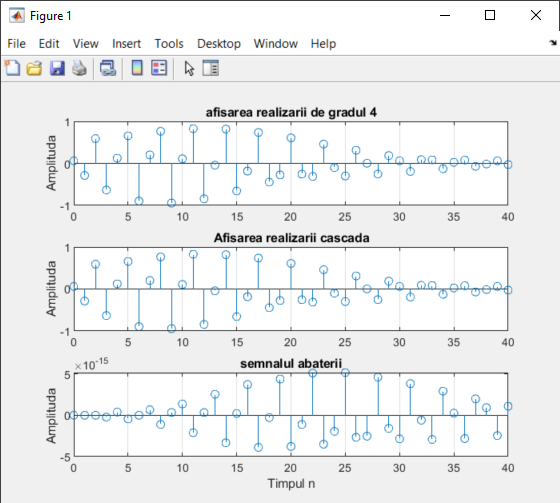 Figure 1
File Edit View Insert Tools Desktop Window Help
afisarea realizarii de gradul 4
Amplituda
1
0
-1
0 5 10 15 20 25 30 35 40
Afisarea realizarii cascada
Amplituda
1
0
-1
0 5 10 15 20 25 30 35 40
semnalul abaterii
×10⁻¹⁵
Amplituda
5
0
-5
0 5 10 15 20 25 30 35 40
Timpul n